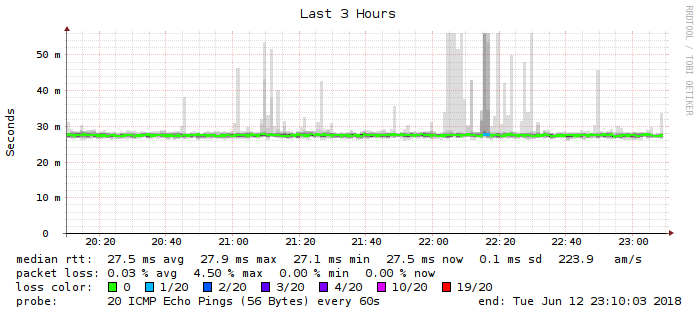 Last 3 Hours
RRDTOOL / TOBI OETIKER
Seconds
50 m
40 m
30 m
20 m
10 m
0
20:20 20:40 21:00 21:20 21:40 22:00 22:20 22:40 23:00
median rtt: 27.5 ms avg 27.9 ms max 27.1 ms min 27.5 ms now 0.1 ms sd 223.9 am/s
packet loss: 0.03 % avg 4.50 % max 0.00 % min 0.00 % now
loss color: 0 1/20 2/20 3/20 4/20 10/20 19/20
probe: 20 ICMP Echo Pings (56 Bytes) every 60s end: Tue Jun 12 23:10:03 2018